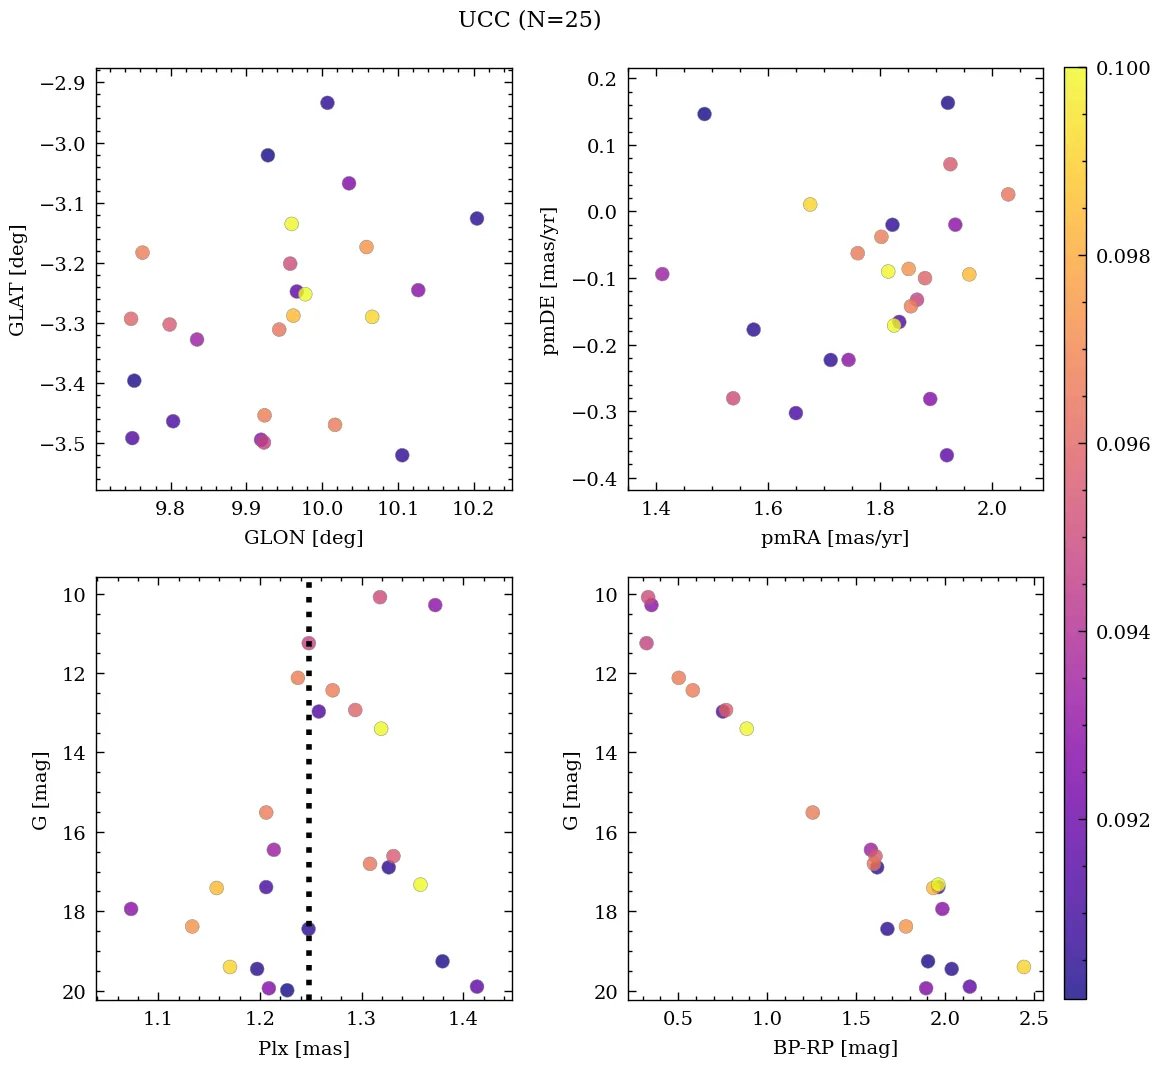 UCC (N=25)
−2.9
−3.0
−3.1
−3.2
−3.3
−3.4
−3.5
GLAT [deg]
9.8 9.9 10.0 10.1 10.2
GLON [deg]
0.2
0.1
0.0
−0.1
−0.2
−0.3
−0.4
pmDE [mas/yr]
1.4 1.6 1.8 2.0
pmRA [mas/yr]
10
12
14
16
18
20
G [mag]
1.1 1.2 1.3 1.4
Plx [mas]
10
12
14
16
18
20
G [mag]
0.5 1.0 1.5 2.0 2.5
BP-RP [mag]
0.100
0.098
0.096
0.094
0.092